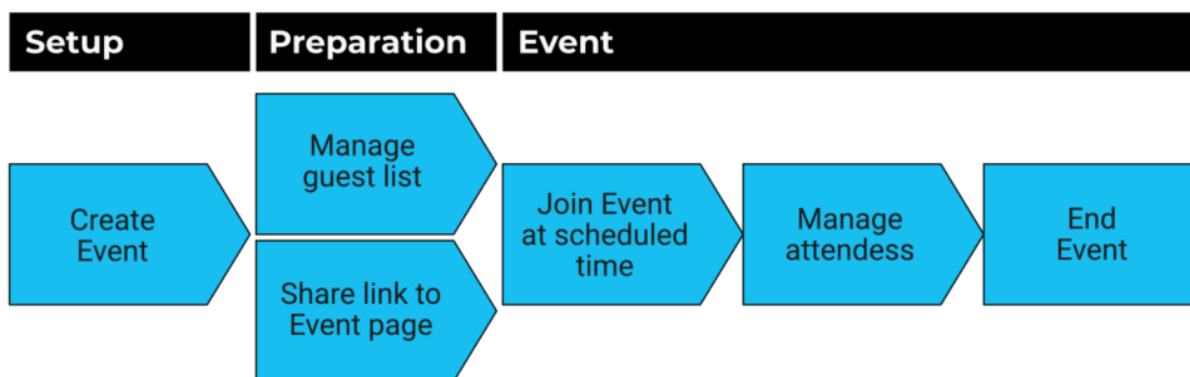 Setup
Preparation
Event
Create
Event
Manage
guest list
Share link to
Event page
Join Event
at scheduled
time
Manage
attendess
End
Event